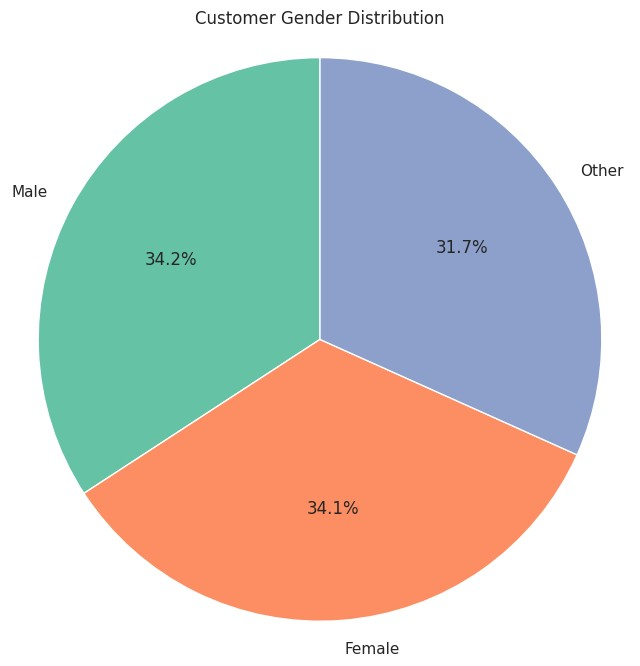 Customer Gender Distribution
Other
Male
31.7%
34.2%
34.1%
Female